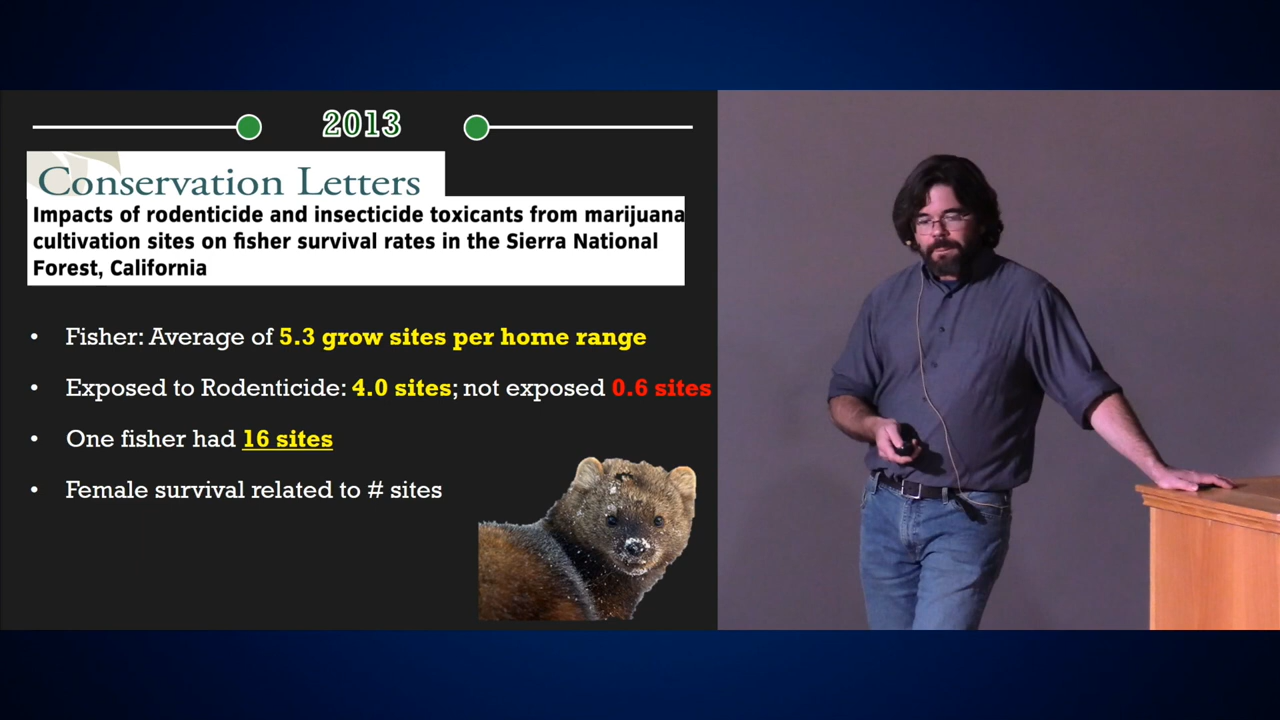 2013
Conservation Letters
Impacts of rodenticide and insecticide toxicants from marijuana
cultivation sites on fisher survival rates in the Sierra National
Forest, California
• Fisher: Average of 5.3 grow sites per home range
• Exposed to Rodenticide: 4.0 sites; not exposed 0.6 sites
• One fisher had 16 sites
• Female survival related to # sites